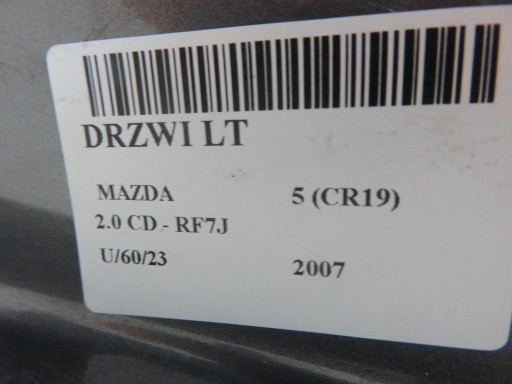 DRZWI LT
MAZDA 5 (CR19)
2.0 CD - RF7J
U/60/23 2007